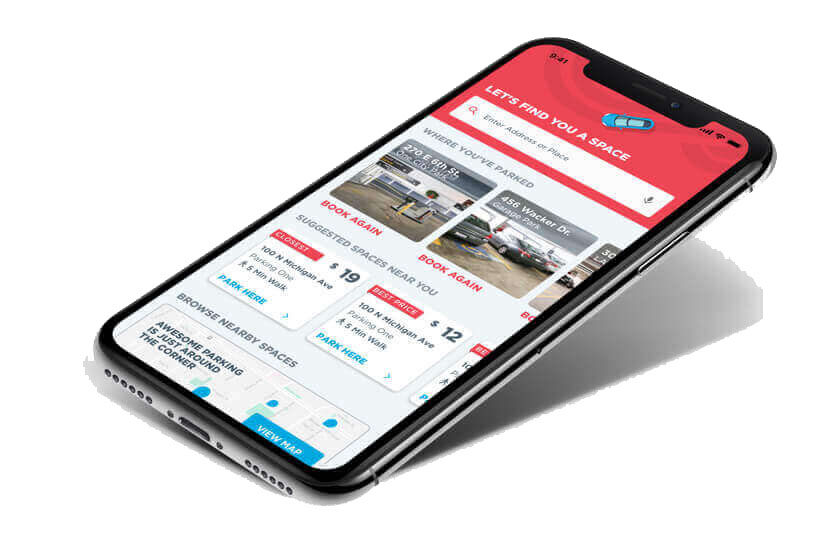 9:41
LET'S FIND YOU A SPACE
Enter Address or Place
WHERE YOU'VE PARKED
270 E 6th St.
One City Park
BOOK AGAIN
456 Wacker Dr.
Garage Park
BOOK AGAIN
SUGGESTED SPACES NEAR YOU
CLOSEST
100 N Michigan Ave
Parking One
5 Min Walk
$ 19
PARK HERE
BEST PRICE
100 N Michigan Ave
Parking One
5 Min Walk
$ 12
PARK HERE
BROWSE NEARBY SPACES
AWESOME PARKING
IS JUST AROUND
THE CORNER
VIEW MAP